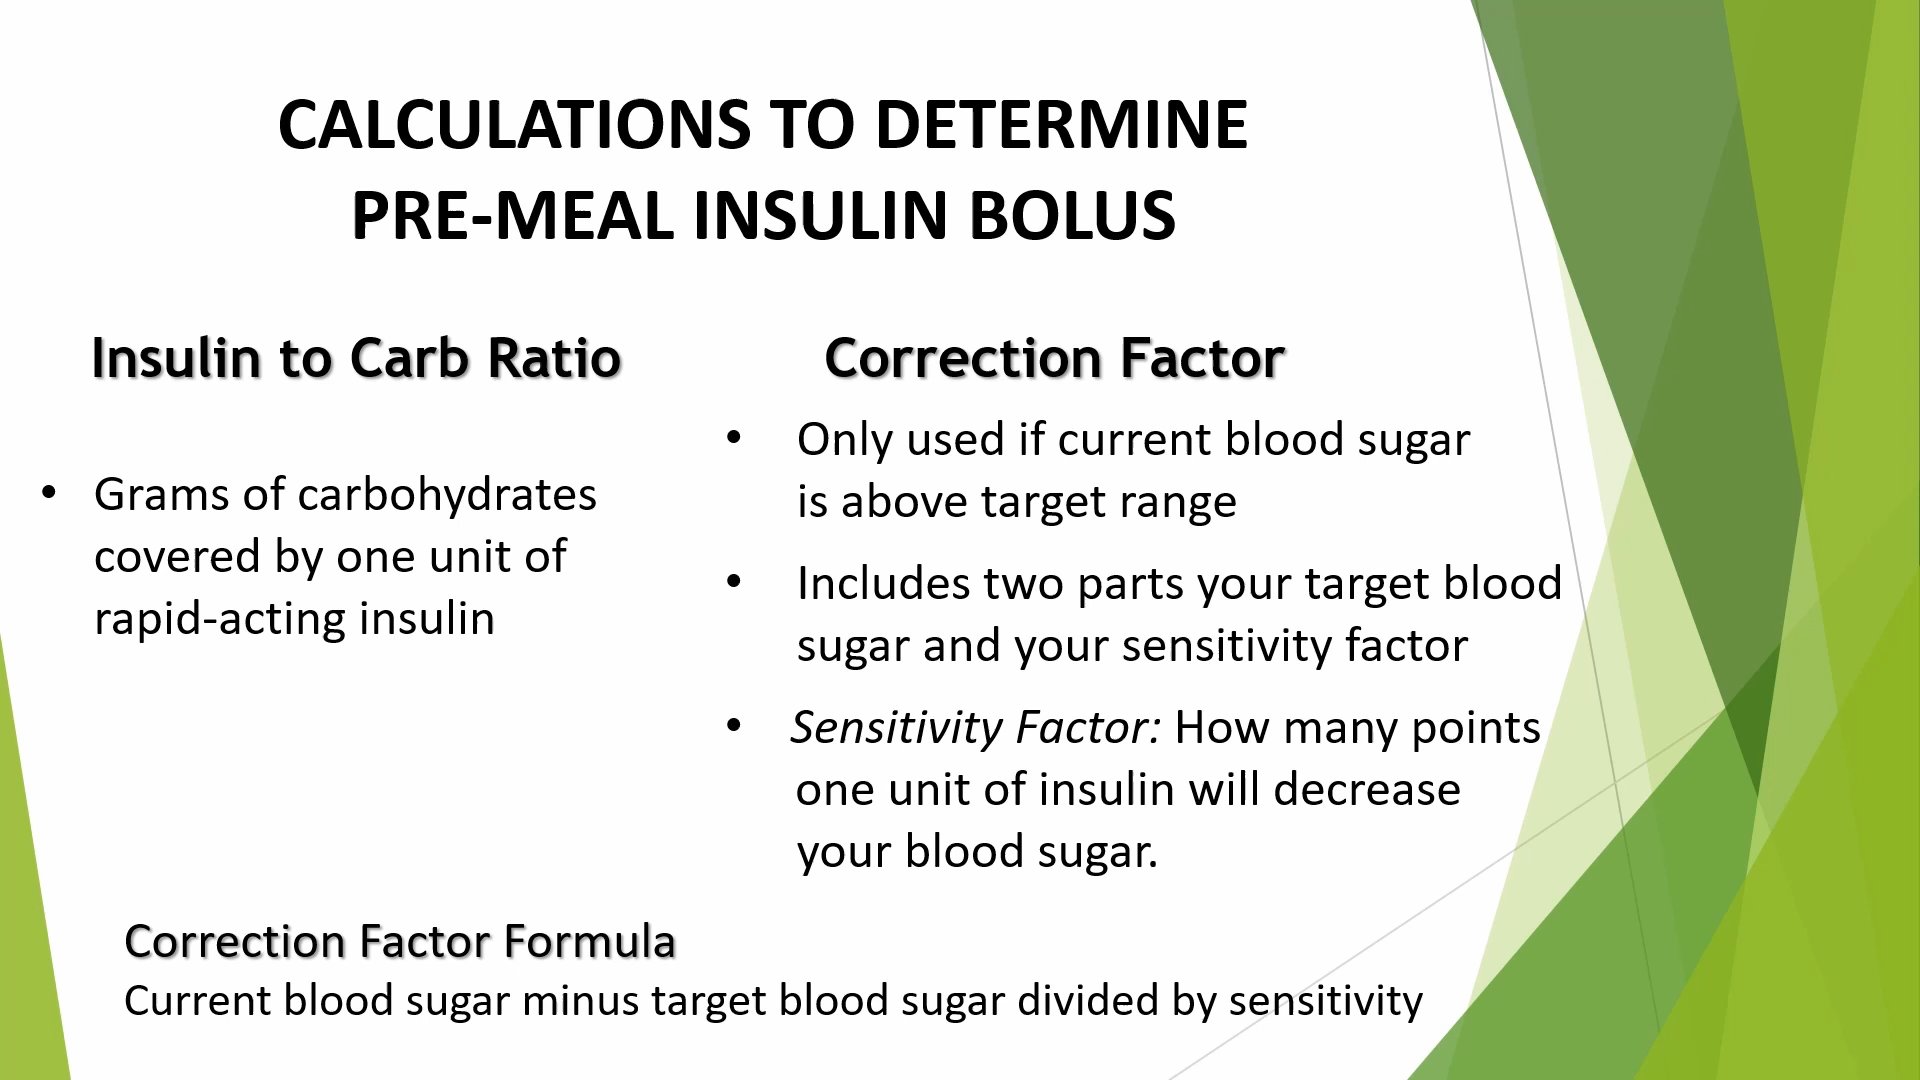 CALCULATIONS TO DETERMINE
PRE-MEAL INSULIN BOLUS
Insulin to Carb Ratio
• Grams of carbohydrates
covered by one unit of
rapid-acting insulin
Correction Factor
• Only used if current blood sugar
is above target range
• Includes two parts your target blood
sugar and your sensitivity factor
• Sensitivity Factor: How many points
one unit of insulin will decrease
your blood sugar.
Correction Factor Formula
Current blood sugar minus target blood sugar divided by sensitivity